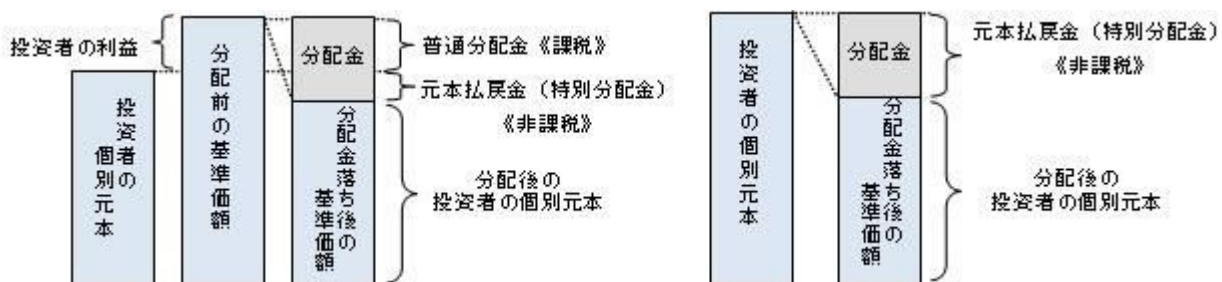 投資者の利益
投資者の
個別元本
分配前の基準価額
分配金
分配金落ち後の
基準価額
普通分配金《課税》
元本払戻金（特別分配金）
《非課税》
分配後の
投資者の個別元本
投資者の個別元本
分配金
分配金落ち後の
基準価額
元本払戻金（特別分配金）
《非課税》
分配後の
投資者の個別元本